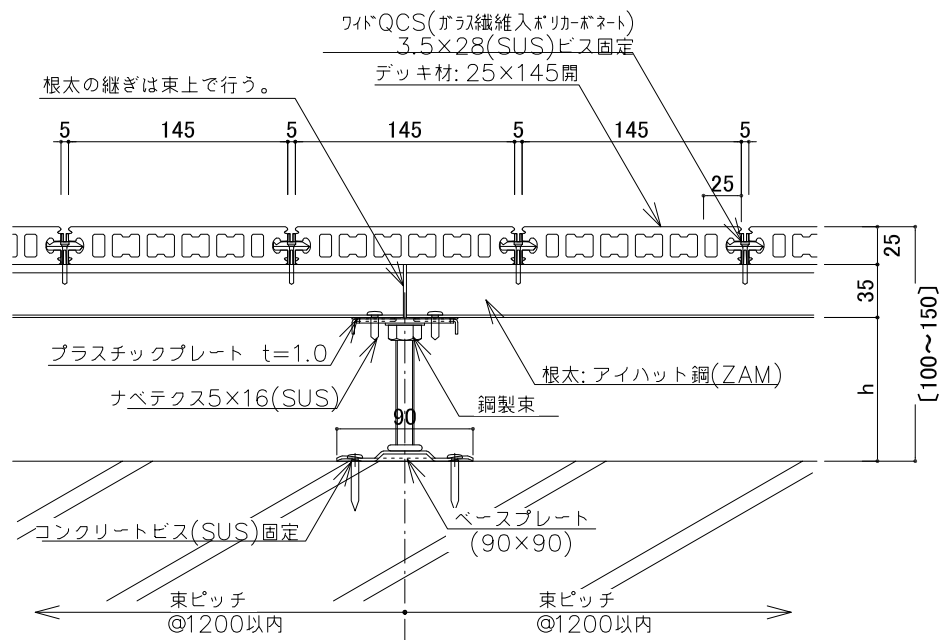 ワイドQCS(ガラス繊維入ポリカーボネート)
3.5×28(SUS)ビス固定
デッキ材: 25×145開
根太の継ぎは束上で行う。
5
145
5
145
5
145
5
25
25
35
[100~150]
h
プラスチックプレート t=1.0
根太: アイハット鋼(ZAM)
ナベテクス5×16(SUS)
鋼製束
90
コンクリートビス(SUS)固定
ベースプレート
(90×90)
束ピッチ
@1200以内
束ピッチ
@1200以内